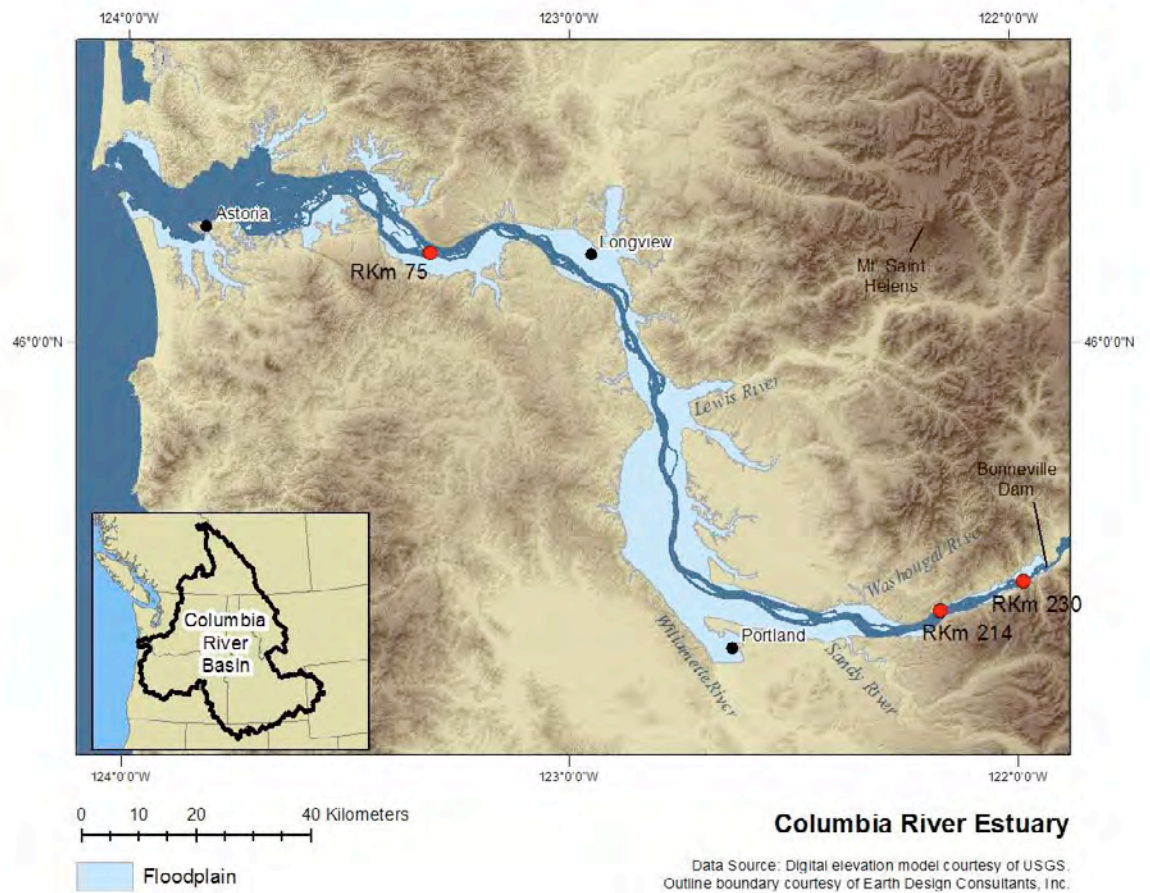 124°0'0"W
123°0'0"W
122°0'0"W
Astoria
Longview
RKm 75
Mt. Saint
Helens
46°0'0"N
46°0'0"N
Lewis River
Bonneville
Dam
Washougal River
RKm 230
RKm 214
Columbia
River
Basin
Portland
Willamette River
Sandy River
124°0'0"W
123°0'0"W
122°0'0"W
0 10 20 40 Kilometers
Columbia River Estuary
Floodplain
Data Source: Digital elevation model courtesy of USGS.
Outline boundary courtesy of Earth Design Consultants, Inc.